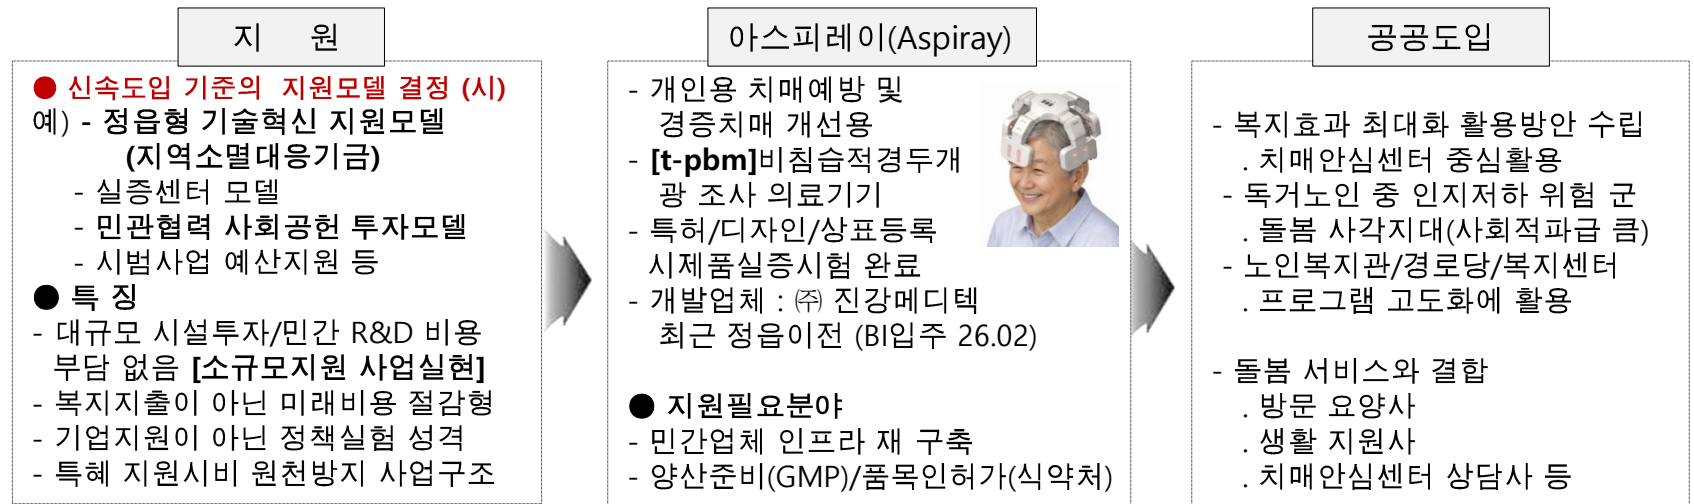 지 원
● 신속도입 기준의 지원모델 결정 (시)
예) - 정읍형 기술혁신 지원모델
(지역소멸대응기금)
- 실증센터 모델
- 민관협력 사회공헌 투자모델
- 시범사업 예산지원 등
● 특 징
- 대규모 시설투자/민간 R&D 비용
부담 없음 [소규모지원 사업실현]
- 복지지출이 아닌 미래비용 절감형
- 기업지원이 아닌 정책실험 성격
- 특혜 지원시비 원천방지 사업구조
아스피레이(Aspiray)
- 개인용 치매예방 및
경증치매 개선용
- [t-pbm]비침습적경두개
광 조사 의료기기
- 특허/디자인/상표등록
시제품실증시험 완료
- 개발업체 : ㈜ 진강메디텍
최근 정읍이전 (BI입주 26.02)
● 지원필요분야
- 민간업체 인프라 재 구축
- 양산준비(GMP)/품목인허가(식약처)
공공도입
- 복지효과 최대화 활용방안 수립
. 치매안심센터 중심활용
- 독거노인 중 인지저하 위험 군
. 돌봄 사각지대(사회적파급 큼)
- 노인복지관/경로당/복지센터
. 프로그램 고도화에 활용
- 돌봄 서비스와 결합
. 방문 요양사
. 생활 지원사
. 치매안심센터 상담사 등